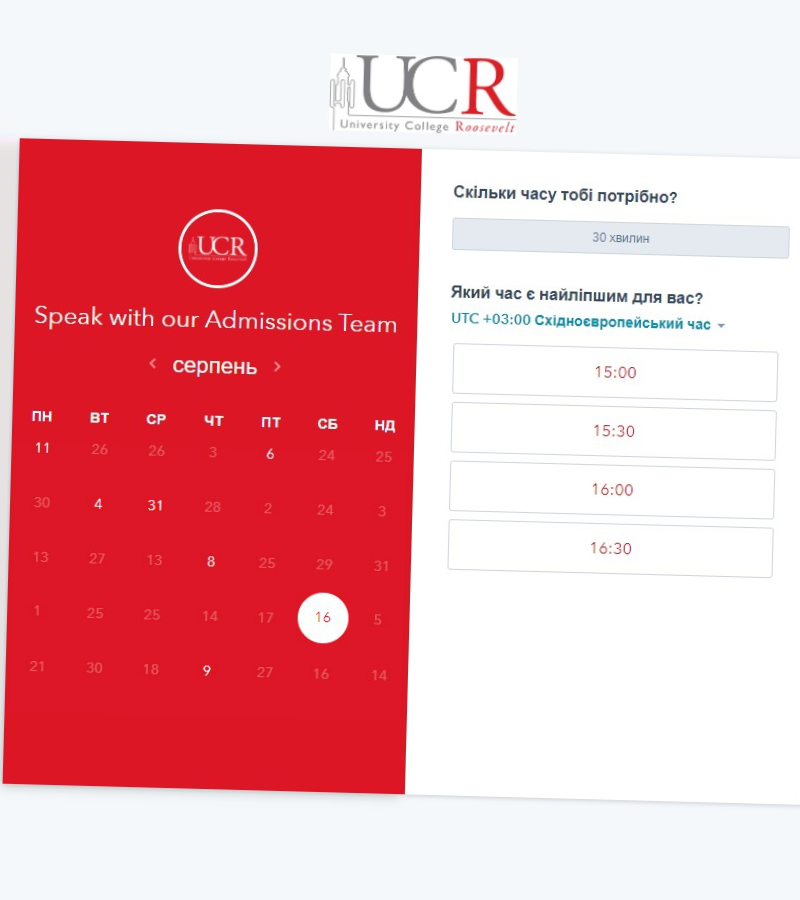 UCR
University College Roosevelt
UCR
University College Roosevelt
Speak with our Admissions Team
серпень
ПН ВТ СР ЧТ ПТ СБ НД
11 26 26 3 6 24 25
30 4 31 28 2 24 3
13 27 13 8 25 29 31
1 25 25 14 17 16 5
21 30 18 9 27 16 14
Скільки часу тобі потрібно?
30 хвилин
Який час є найліпшим для вас?
UTC +03:00 Східноєвропейський час
15:00
15:30
16:00
16:30